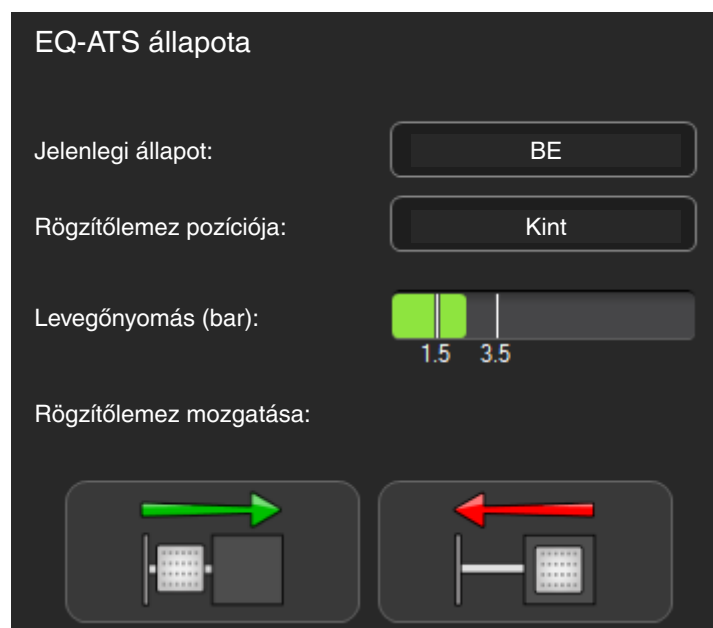 EQ-ATS állapota
Jelenlegi állapot:
BE
Rögzítőlemez pozíciója:
Kint
Levegőnyomás (bar):
1.5
3.5
Rögzítőlemez mozgatása: